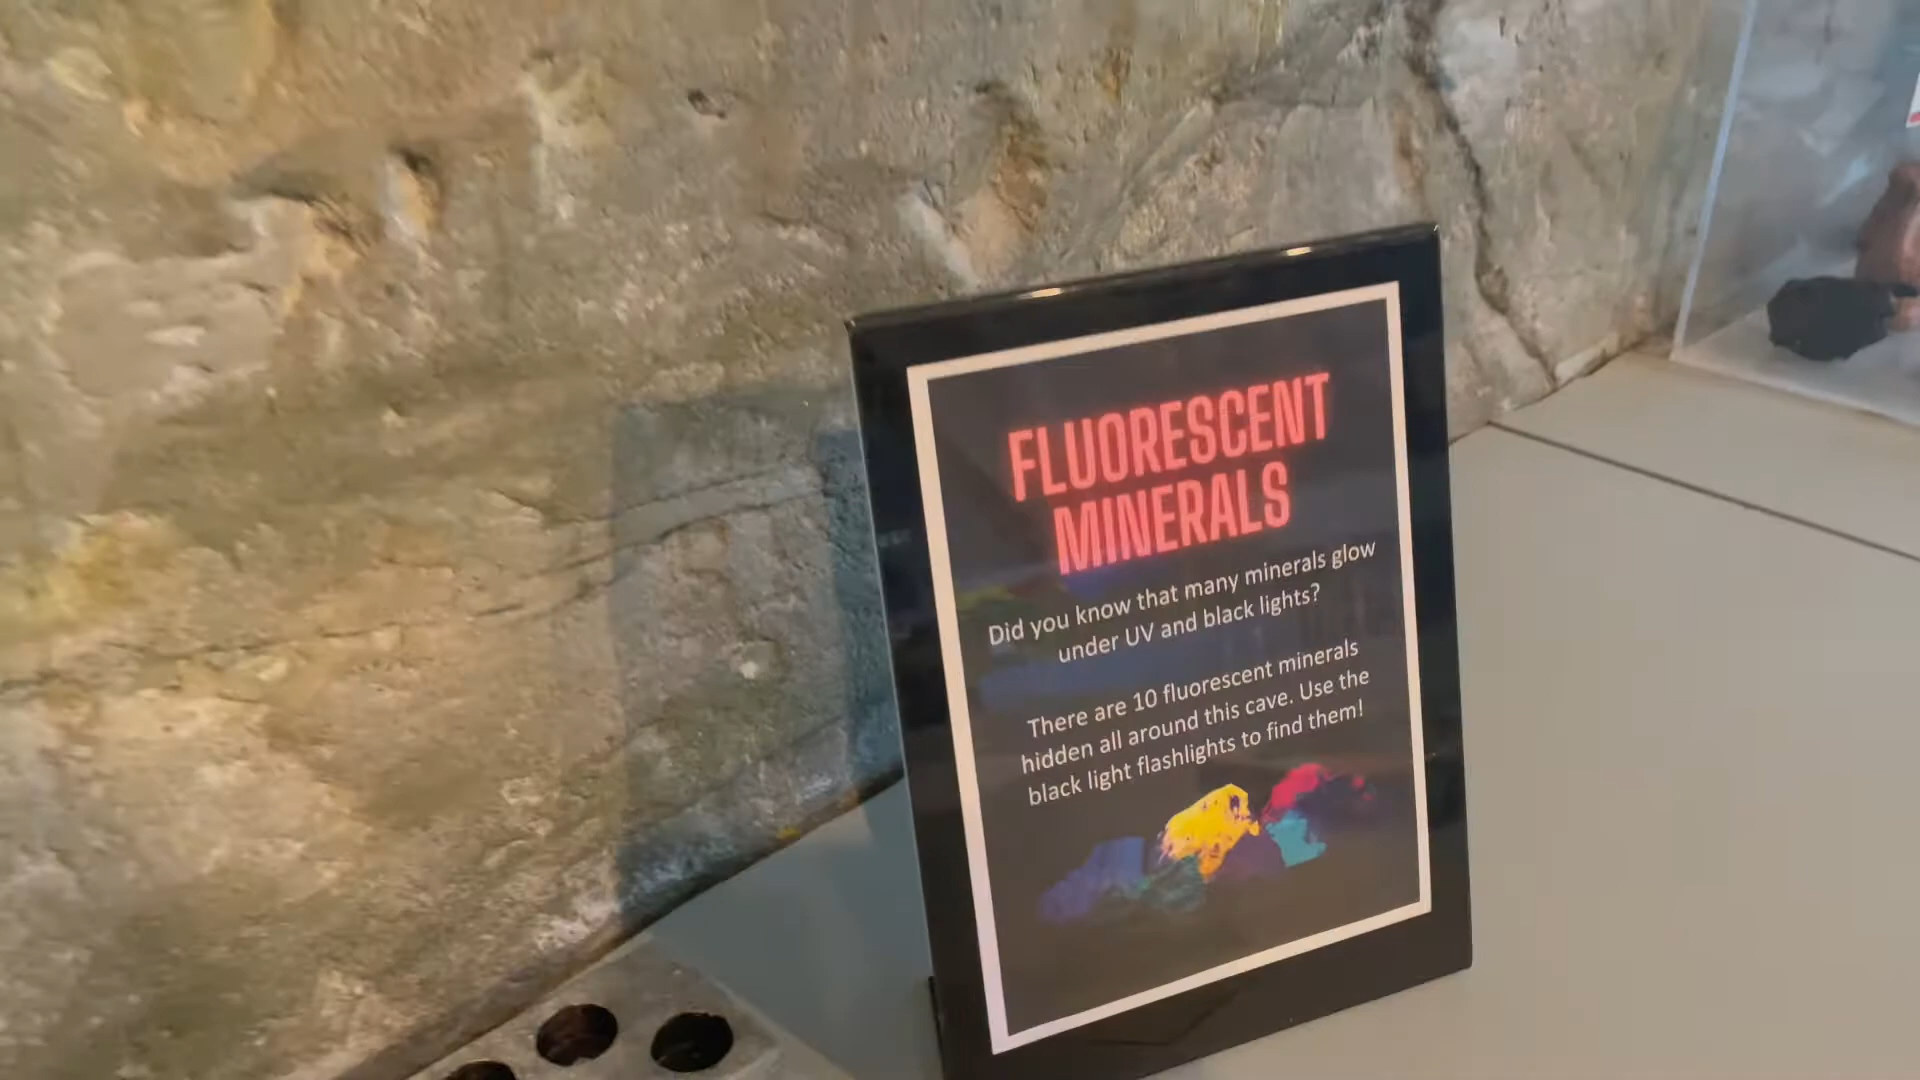 FLUORESCENT
MINERALS
Did you know that many minerals glow
under UV and black lights?
There are 10 fluorescent minerals
hidden all around this cave. Use the
black light flashlights to find them!